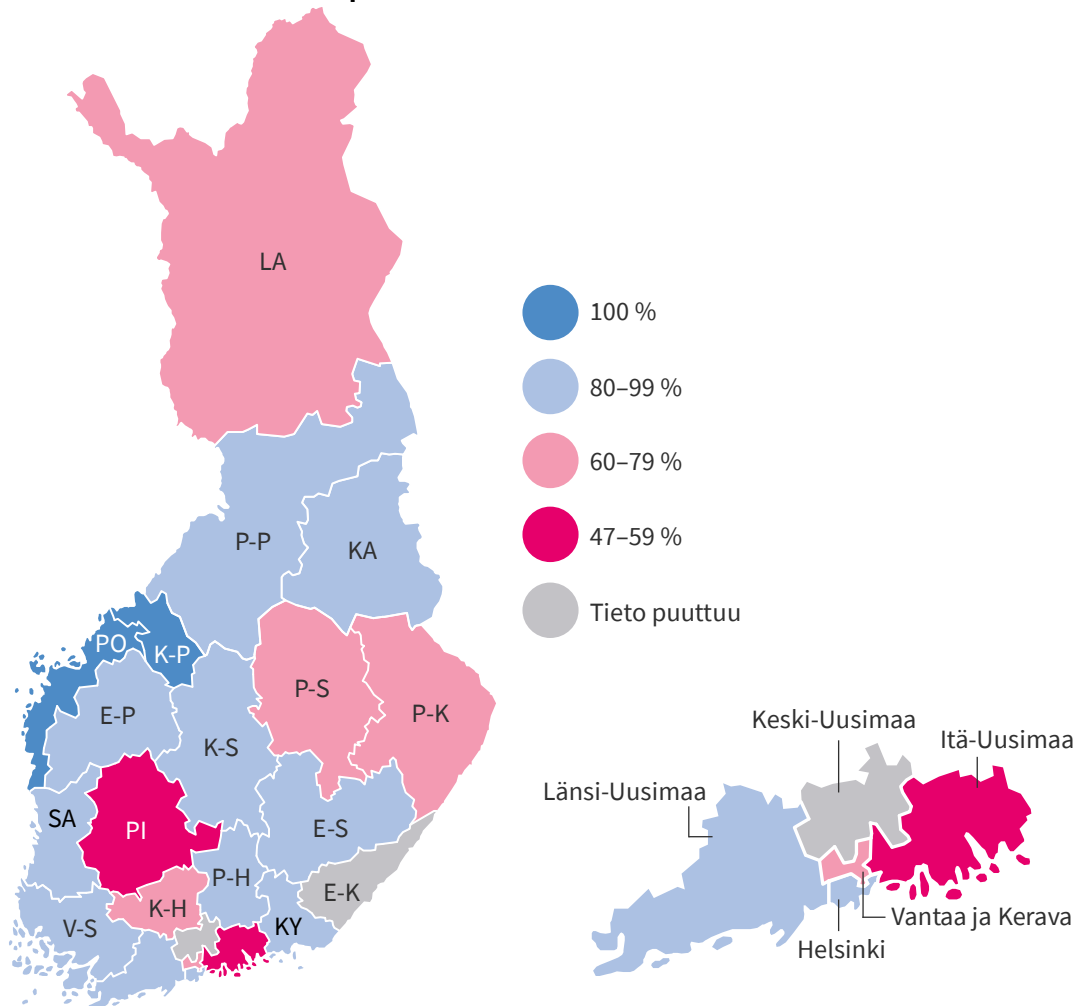 LA
100 %
80–99 %
60–79 %
47–59 %
Tieto puuttuu
P-P
KA
PO
K-P
P-S
E-P
P-K
K-S
SA
PI
E-S
P-H
E-K
K-H
V-S
KY
Keski-Uusimaa
Itä-Uusimaa
Länsi-Uusimaa
Vantaa ja Kerava
Helsinki